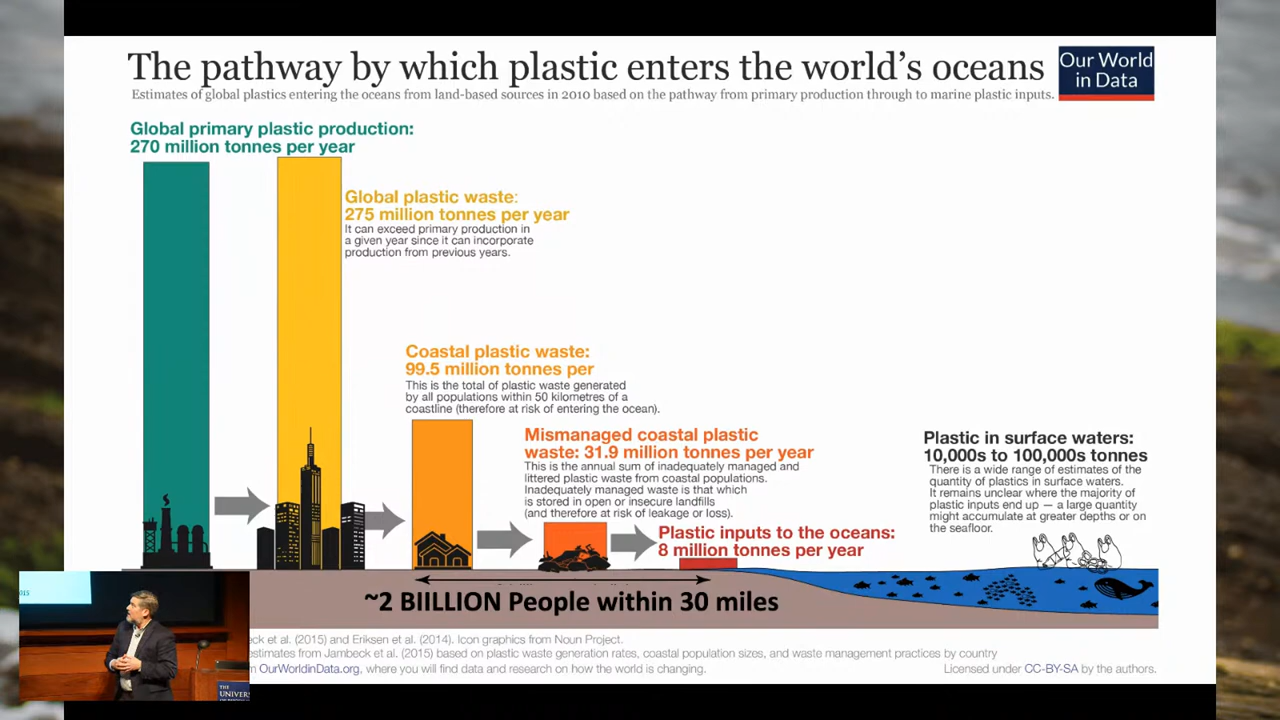 The pathway by which plastic enters the world's oceans
Our World
in Data
Estimates of global plastics entering the oceans from land-based sources in 2010 based on the pathway from primary production through to marine plastic inputs.
Global primary plastic production:
270 million tonnes per year
Global plastic waste:
275 million tonnes per year
It can exceed primary production in
a given year since it can incorporate
production from previous years.
Coastal plastic waste:
99.5 million tonnes per
This is the total of plastic waste generated
by all populations within 50 kilometres of a
coastline (therefore at risk of entering the ocean).
Mismanaged coastal plastic
waste: 31.9 million tonnes per year
This is the annual sum of inadequately managed and
littered plastic waste from coastal populations.
Inadequately managed waste is that which
is stored in open or insecure landfills
(and therefore at risk of leakage or loss).
Plastic inputs to the oceans:
8 million tonnes per year
Plastic in surface waters:
10,000s to 100,000s tonnes
There is a wide range of estimates of the
quantity of plastics in surface waters.
It remains unclear where the majority of
plastic inputs end up — a large quantity
might accumulate at greater depths or on
the seafloor.
~2 BIILLION People within 30 miles
eck et al. (2015) and Eriksen et al. (2014). Icon graphics from Noun Project.
estimates from Jambeck et al. (2015) based on plastic waste generation rates, coastal population sizes, and waste management practices by country
OurWorldinData.org, where you will find data and research on how the world is changing.
Licensed under CC-BY-SA by the authors.
THE
UNIVERS